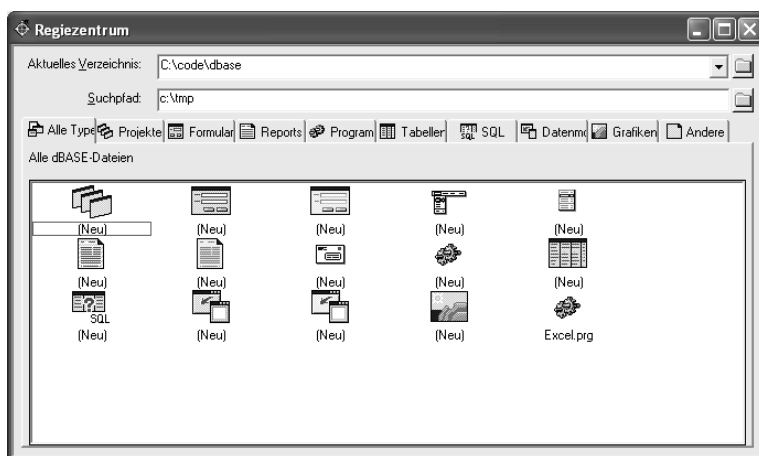 Regiezentrum
Aktuelles Verzeichnis: C:\code\dbase
Suchpfad: c:\tmp
Alle Type Projekte Formular Reports Program Tabeller SQL Datenmo Grafiken Andere
Alle dBASE-Dateien
(Neu) (Neu) (Neu) (Neu) (Neu)
(Neu) (Neu) (Neu) (Neu) (Neu)
SQL
(Neu) (Neu) (Neu) (Neu) Excel.prg